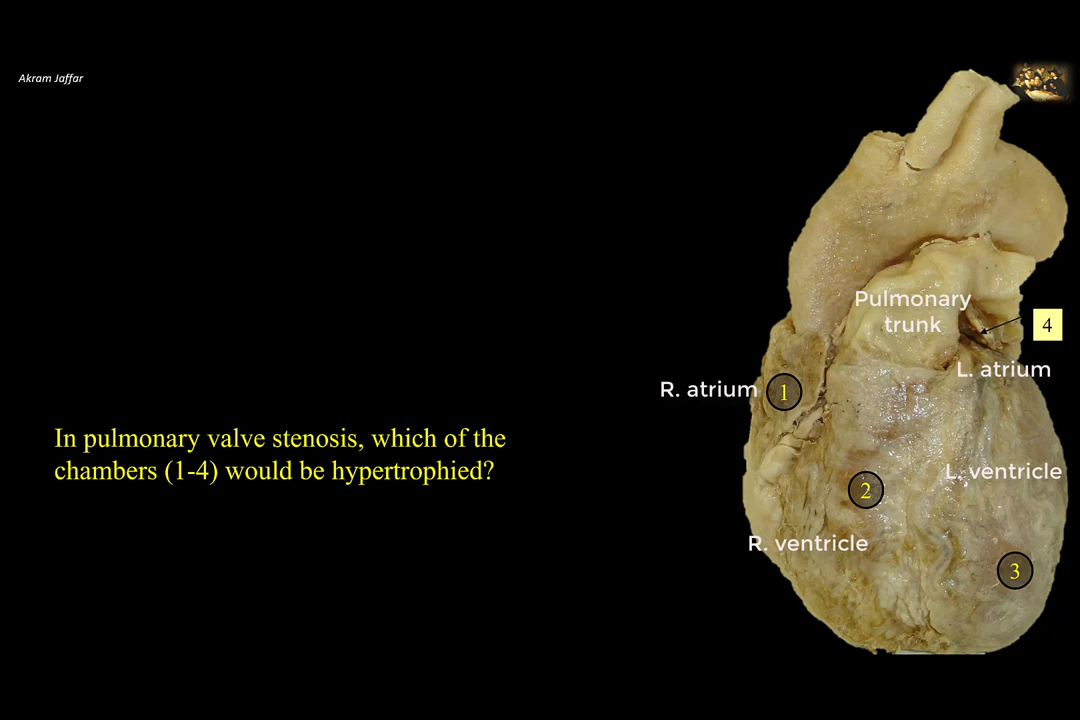 Akram Jaffar
Pulmonary
trunk
4
L. atrium
R. atrium
1
In pulmonary valve stenosis, which of the
chambers (1-4) would be hypertrophied?
L. ventricle
2
R. ventricle
3